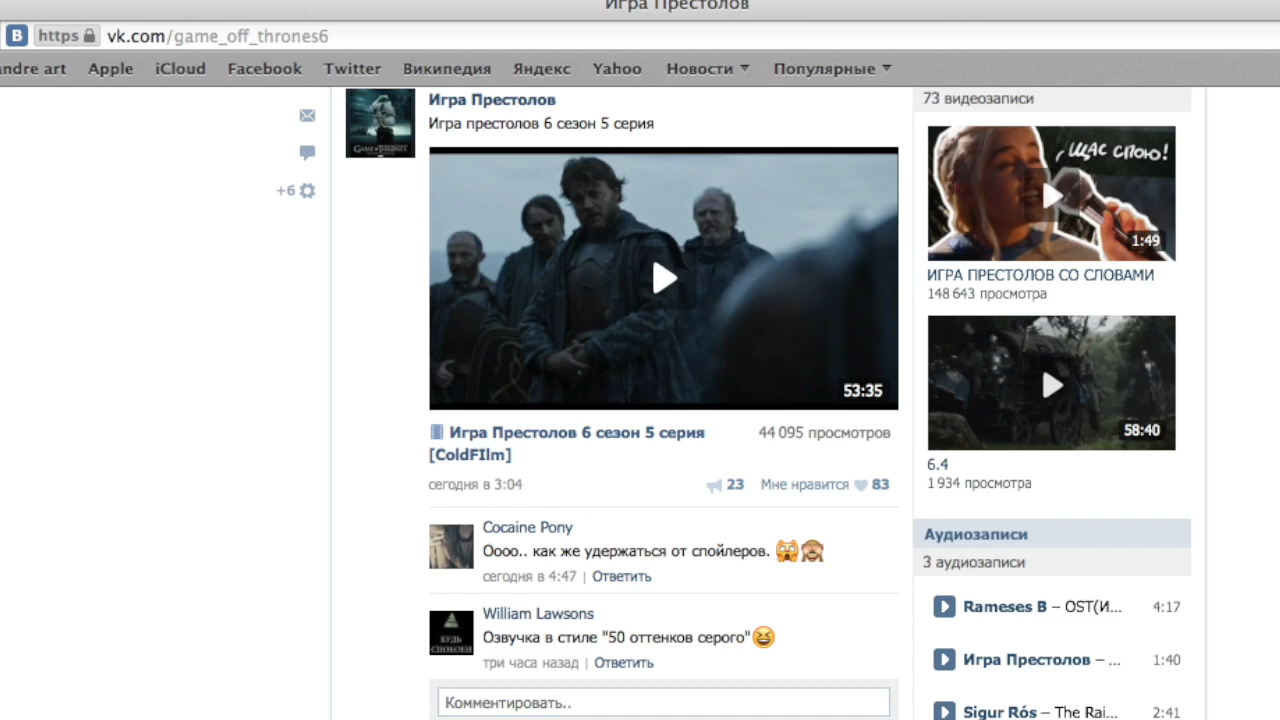 Игра Престолов
https vk.com/game_off_thrones6
ndre art Apple iCloud Facebook Twitter Википедия Яндекс Yahoo Новости Популярные
+6
GAME THRONES
Игра Престолов
Игра престолов 6 сезон 5 серия
53:35
Игра Престолов 6 сезон 5 серия
[ColdFIlm]
44 095 просмотров
сегодня в 3:04
23 Мне нравится 83
Cocaine Pony
Оооо.. как же удержаться от спойлеров.
сегодня в 4:47 | Ответить
БУДЬ
СПОКОЕН
William Lawsons
Озвучка в стиле "50 оттенков серого"
три часа назад | Ответить
Комментировать..
73 видеозаписи
, ЩАС СПОЮ!
1:49
ИГРА ПРЕСТОЛОВ СО СЛОВАМИ
148 643 просмотра
58:40
6.4
1 934 просмотра
Аудиозаписи
3 аудиозаписи
Rameses B – OST(И... 4:17
Игра Престолов – ... 1:40
Sigur Rós – The Rai... 2:41